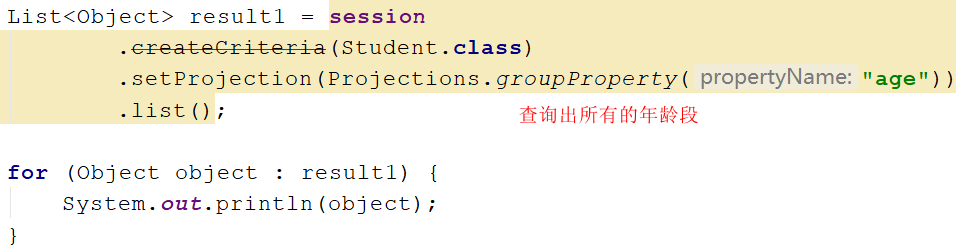 List<Object> result1 = session
.createCriteria(Student.class)
.setProjection(Projections.groupProperty( propertyName: "age"))
.list();
查询出所有的年龄段
for (Object object : result1) {
System.out.println(object);
}